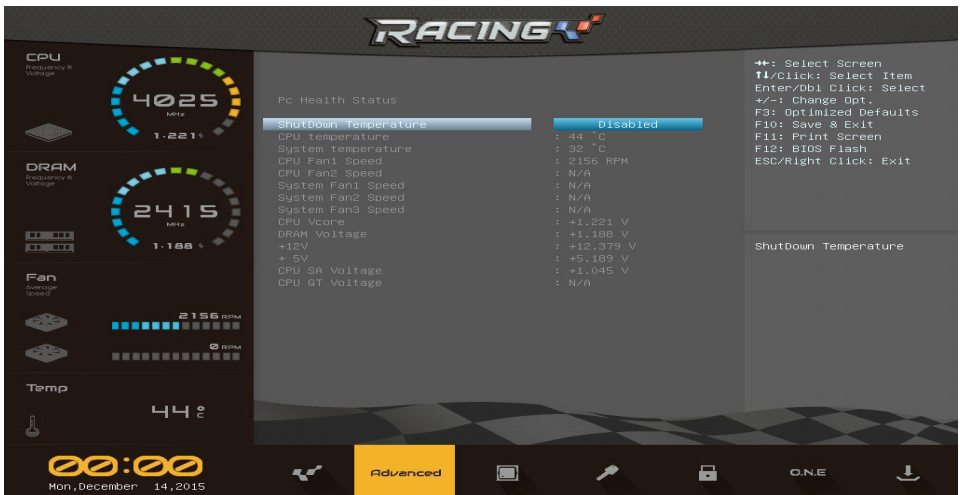 RACING
CPU
Frequency & Voltage
4025
MHz
1.221
DRAM
Frequency & Voltage
2415
MHz
1.188
Fan
Average Speed
2156 RPM
0 RPM
Temp
44 °C
Pc Health Status
ShutDown Temperature Disabled
CPU temperature : 44 °C
System temperature : 32 °C
CPU Fan1 Speed : 2156 RPM
CPU Fan2 Speed : N/A
System Fan1 Speed : N/A
System Fan2 Speed : N/A
System Fan3 Speed : N/A
CPU Vcore : +1.221 V
DRAM Voltage : +1.188 V
+12V : +12.379 V
+ 5V : +5.189 V
CPU SA Voltage : +1.045 V
CPU GT Voltage : N/A
→←: Select Screen
↑↓/Click: Select Item
Enter/Dbl Click: Select
+/-: Change Opt.
F3: Optimized Defaults
F10: Save & Exit
F11: Print Screen
F12: BIOS Flash
ESC/Right Click: Exit
ShutDown Temperature
00:00
Mon,December 14,2015
Advanced
O.N.E